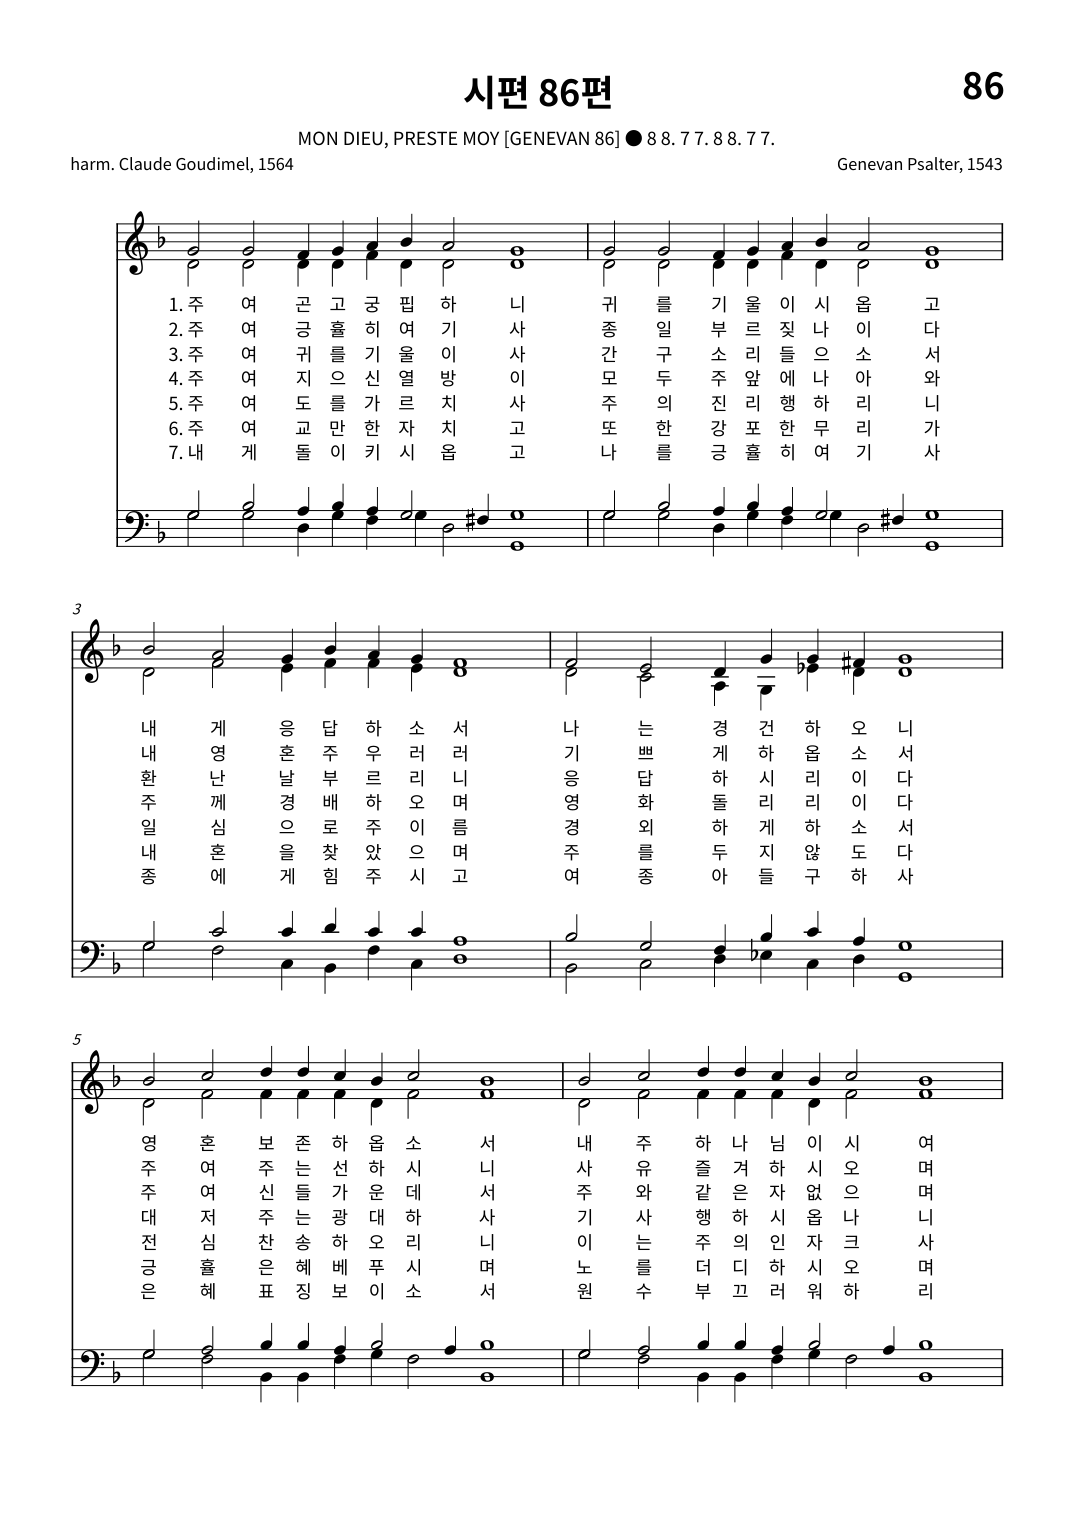 시편 86편
86
MON DIEU, PRESTE MOY [GENEVAN 86] ● 8 8. 7 7. 8 8. 7 7.
harm. Claude Goudimel, 1564
Genevan Psalter, 1543
1. 주 여 곤 고 궁 핍 하 니 귀 를 기 울 이 시 옵 고
2. 주 여 긍 휼 히 여 기 사 종 일 부 르 짖 나 이 다
3. 주 여 귀 를 기 울 이 사 간 구 소 리 들 으 소 서
4. 주 여 지 으 신 열 방 이 모 두 주 앞 에 나 아 와
5. 주 여 도 를 가 르 치 사 주 의 진 리 행 하 리 니
6. 주 여 교 만 한 자 치 고 또 한 강 포 한 무 리 가
7. 내 게 돌 이 키 시 옵 고 나 를 긍 휼 히 여 기 사
3
내 게 응 답 하 소 서 나 는 경 건 하 오 니
내 영 혼 주 우 러 러 기 쁘 게 하 옵 소 서
환 난 날 부 르 리 니 응 답 하 시 리 이 다
주 께 경 배 하 오 며 영 화 돌 리 리 이 다
일 심 으 로 주 이 름 경 외 하 게 하 소 서
내 혼 을 찾 았 으 며 주 를 두 지 않 도 다
종 에 게 힘 주 시 고 여 종 아 들 구 하 사
5
영 혼 보 존 하 옵 소 서 내 주 하 나 님 이 시 여
주 여 주 는 선 하 시 니 사 유 즐 겨 하 시 오 며
주 여 신 들 가 운 데 서 주 와 같 은 자 없 으 며
대 저 주 는 광 대 하 사 기 사 행 하 시 옵 나 니
전 심 찬 송 하 오 리 니 이 는 주 의 인 자 크 사
긍 휼 은 혜 베 푸 시 며 노 를 더 디 하 시 오 며
은 혜 표 징 보 이 소 서 원 수 부 끄 러 워 하 리